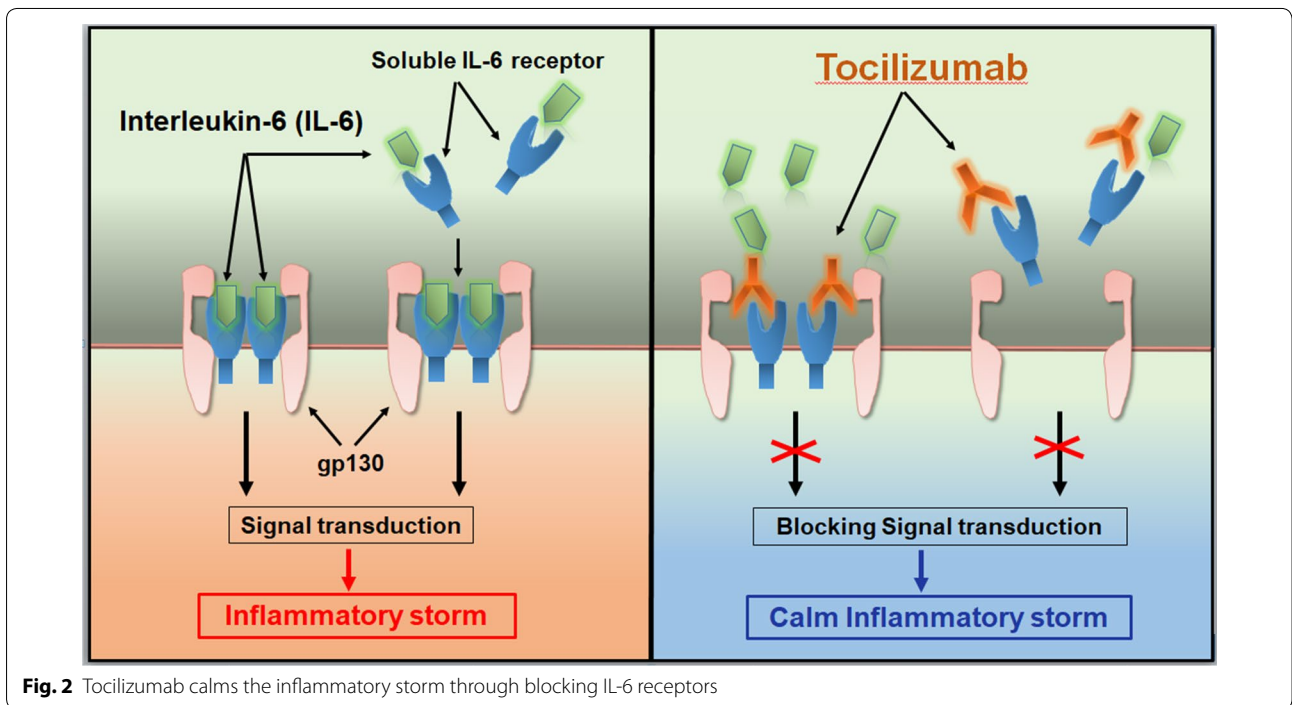 Soluble IL-6 receptor
Interleukin-6 (IL-6)
gp130
Signal transduction
Inflammatory storm
Tocilizumab
Blocking Signal transduction
Calm Inflammatory storm
Fig. 2 Tocilizumab calms the inflammatory storm through blocking IL-6 receptors